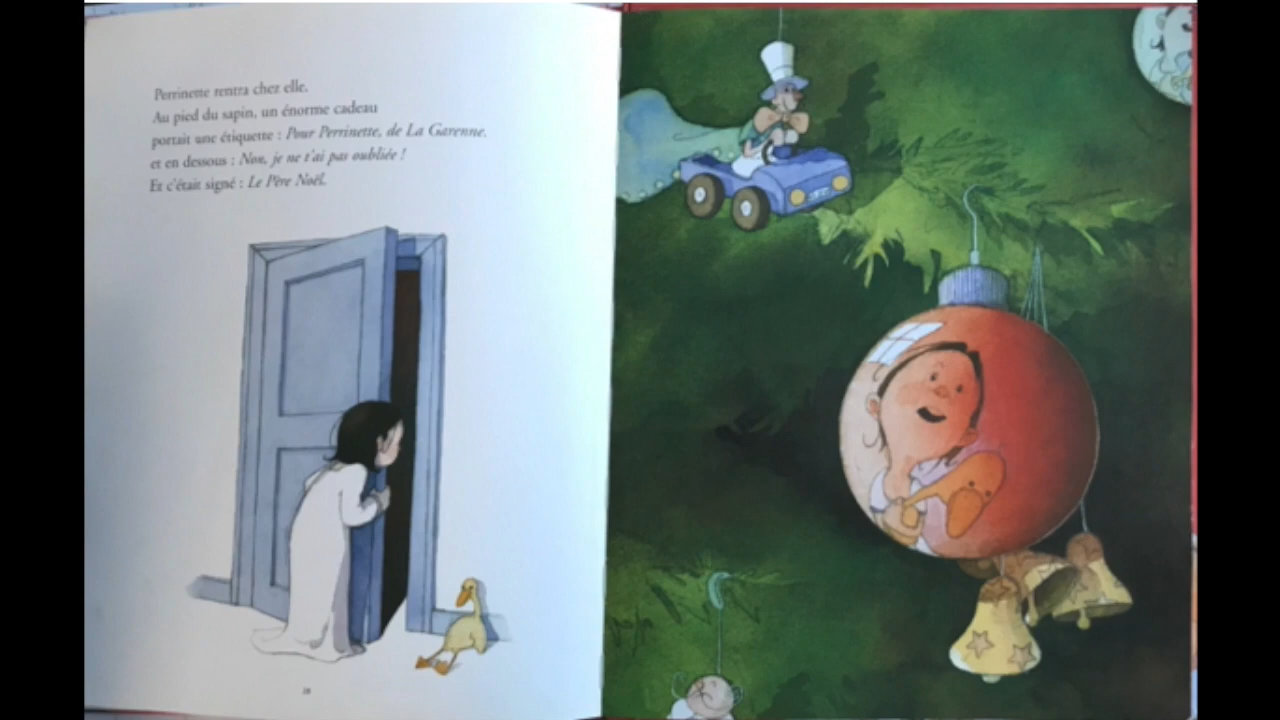 Perrinette rentra chez elle.
Au pied du sapin, un énorme cadeau
portait une étiquette : Pour Perrinette, de La Garenne.
et en dessous : Non, je ne t'ai pas oubliée !
Et c'était signé : Le Père Noël.
28